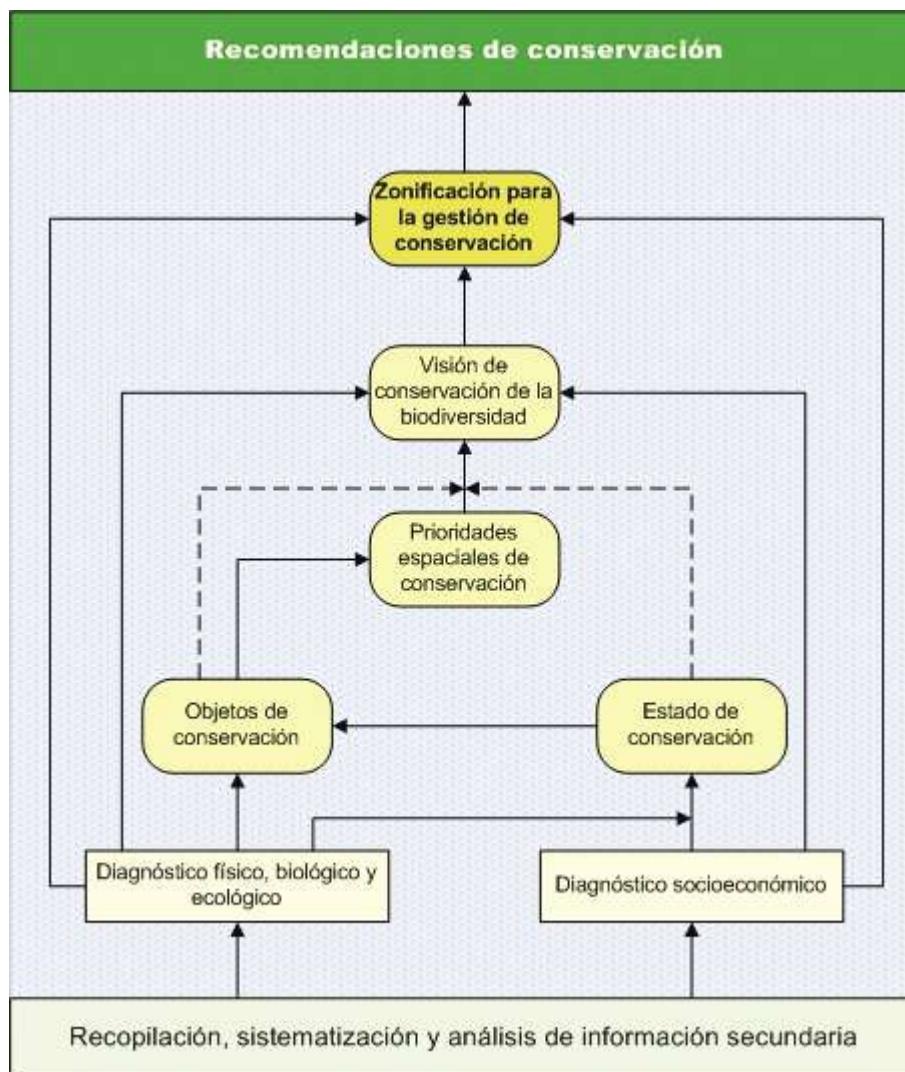 Recomendaciones de conservación
Zonificación para
la gestión de
conservación
Visión de
conservación de la
biodiversidad
Prioridades
espaciales de
conservación
Objetos de
conservación
Estado de
conservación
Diagnóstico físico, biológico y
ecológico
Diagnóstico socioeconómico
Recopilación, sistematización y análisis de información secundaria